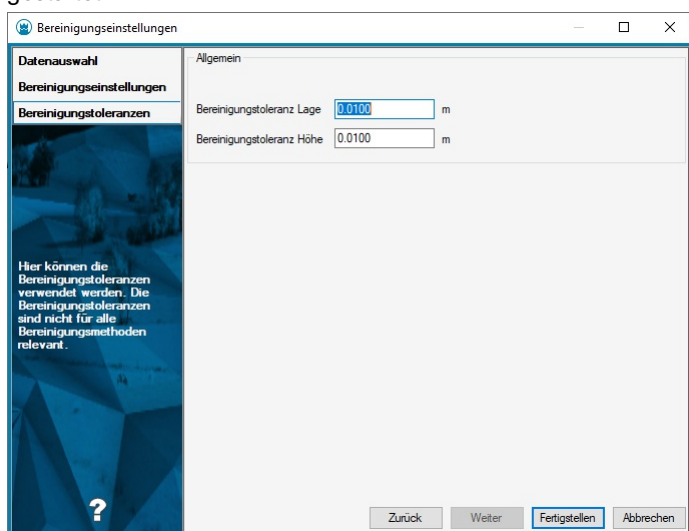 Bereinigungseinstellungen
Datenauswahl
Bereinigungseinstellungen
Bereinigungstoleranzen
Hier können die
Bereinigungstoleranzen
verwendet werden. Die
Bereinigungstoleranzen
sind nicht für alle
Bereinigungsmethoden
relevant.
?
Allgemein
Bereinigungstoleranz Lage 0.0100 m
Bereinigungstoleranz Höhe 0.0100 m
Zurück Weiter Fertigstellen Abbrechen